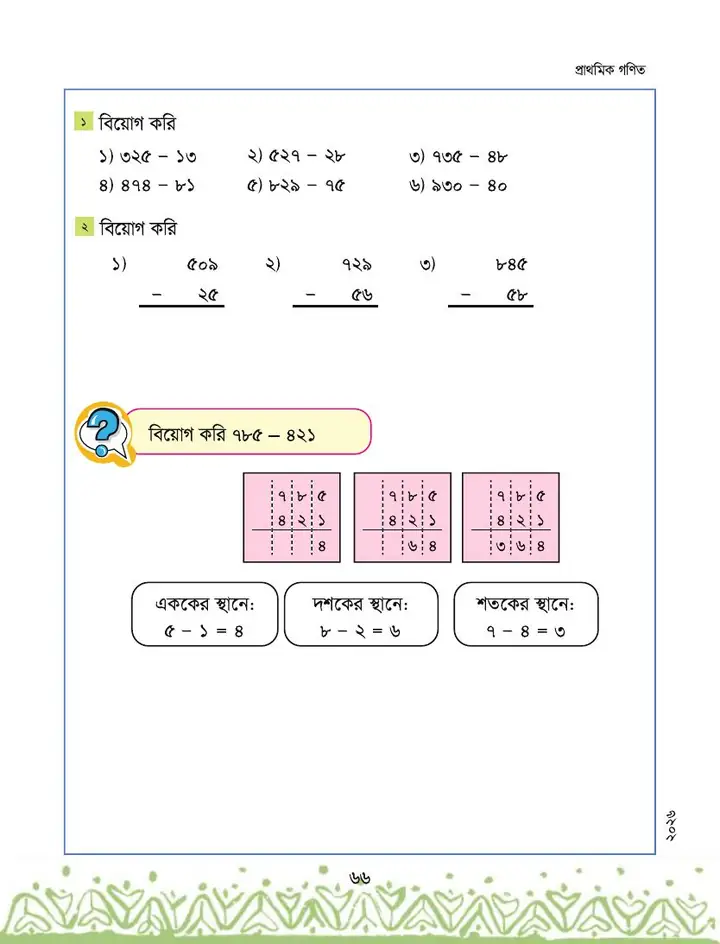 প্রাথমিক গণিত
১ বিয়োগ করি
১) ৩২৫ – ১৩ ২) ৫২৭ – ২৮ ৩) ৭৩৫ – ৪৮
৪) ৪৭৪ – ৮১ ৫) ৮২৯ – ৭৫ ৬) ৯৩০ – ৪০
২ বিয়োগ করি
১) ৫০৯ ২) ৭২৯ ৩) ৮৪৫
– ২৫ – ৫৬ – ৫৮
? বিয়োগ করি ৭৮৫ – ৪২১
৭ ৮ ৫ ৭ ৮ ৫ ৭ ৮ ৫
৪ ২ ১ ৪ ২ ১ ৪ ২ ১
৪ ৬ ৪ ৩ ৬ ৪
এককের স্থানে: দশকের স্থানে: শতকের স্থানে:
৫ – ১ = ৪ ৮ – ২ = ৬ ৭ – ৪ = ৩
২০২৬
৬৬